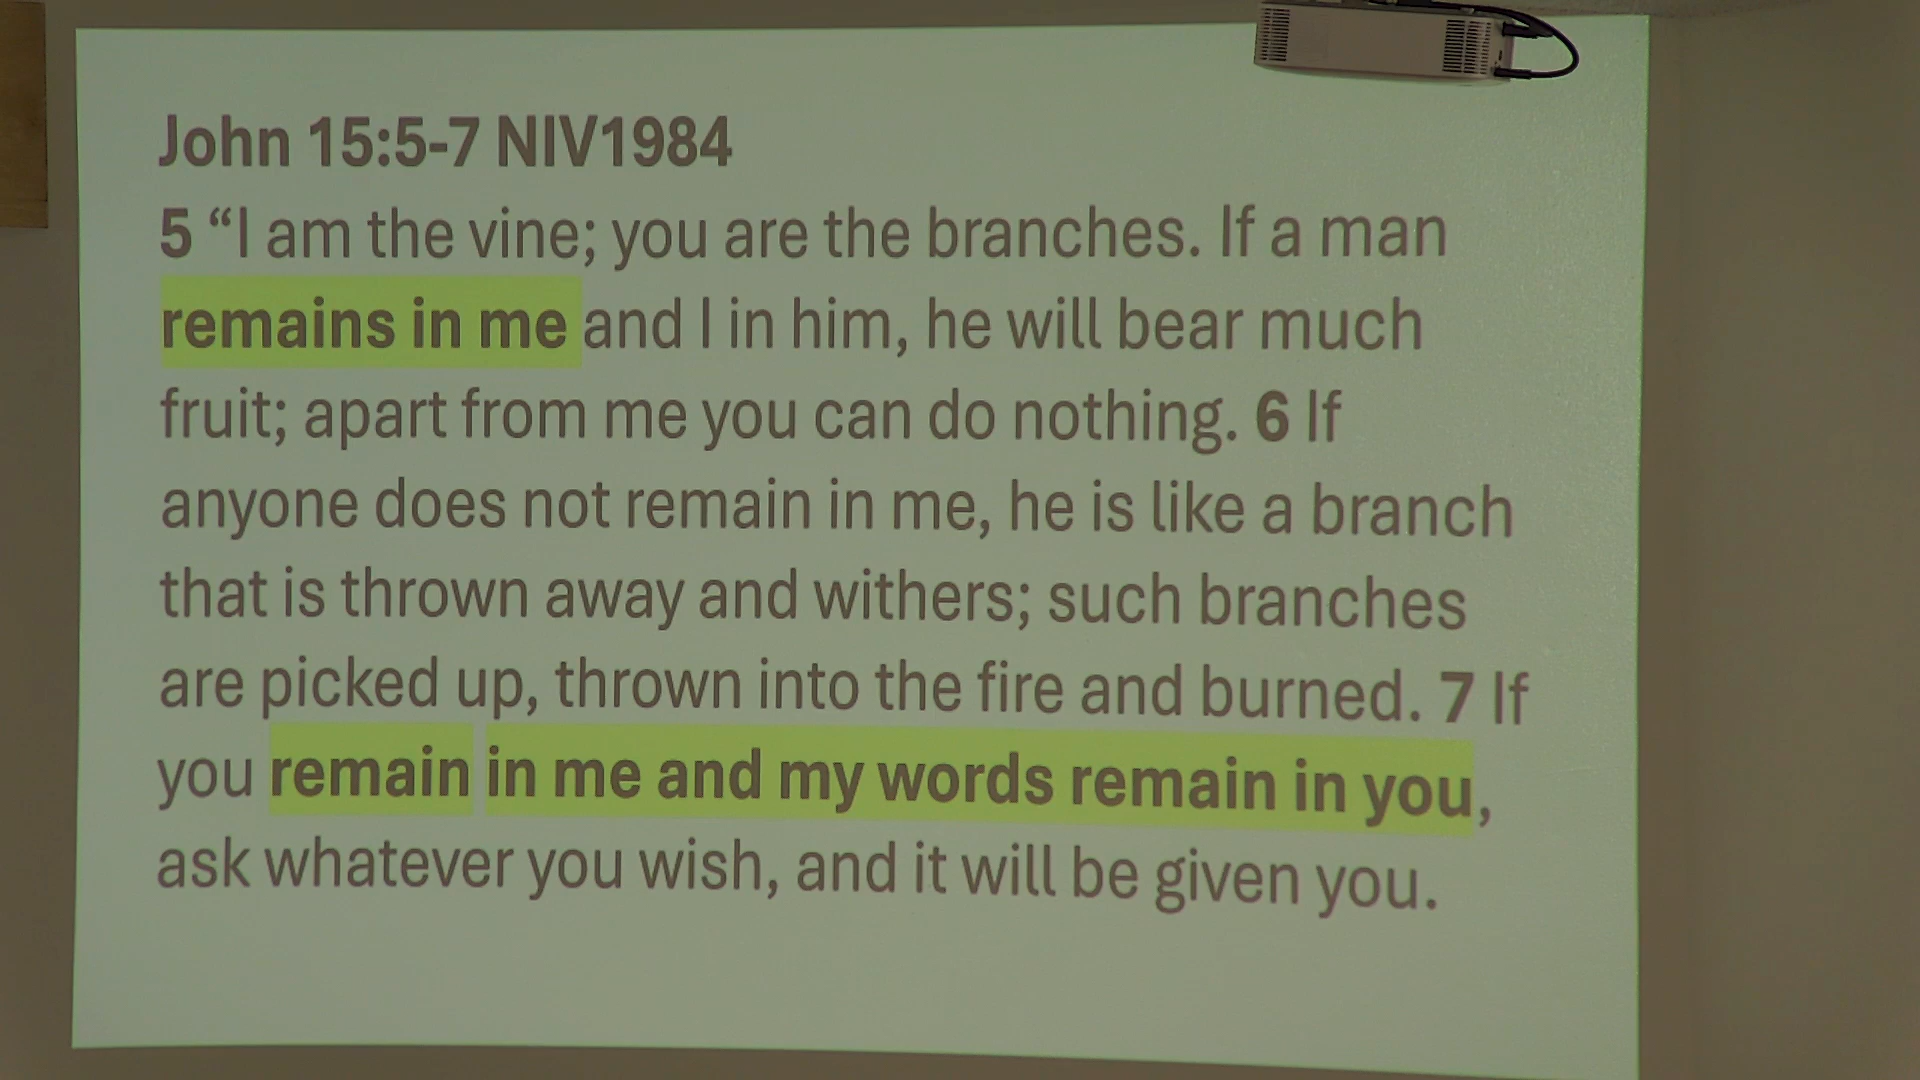 John 15:5-7 NIV1984
5 “I am the vine; you are the branches. If a man
remains in me and I in him, he will bear much
fruit; apart from me you can do nothing. 6 If
anyone does not remain in me, he is like a branch
that is thrown away and withers; such branches
are picked up, thrown into the fire and burned. 7 If
you remain in me and my words remain in you,
ask whatever you wish, and it will be given you.